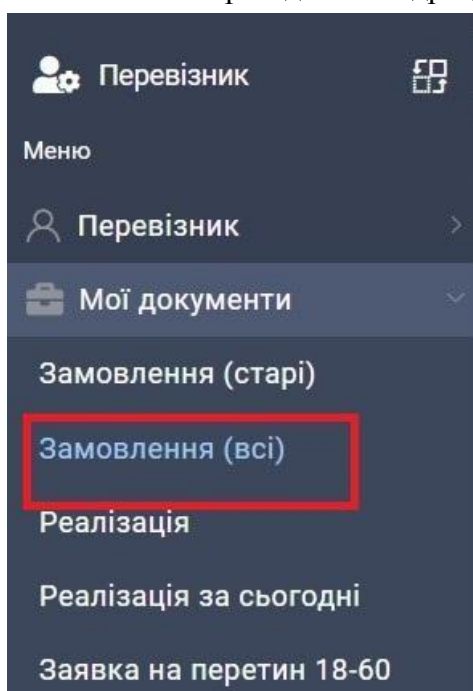 Перевізник
Меню
Перевізник
Мої документи
Замовлення (старі)
Замовлення (всі)
Реалізація
Реалізація за сьогодні
Заявка на перетин 18-60